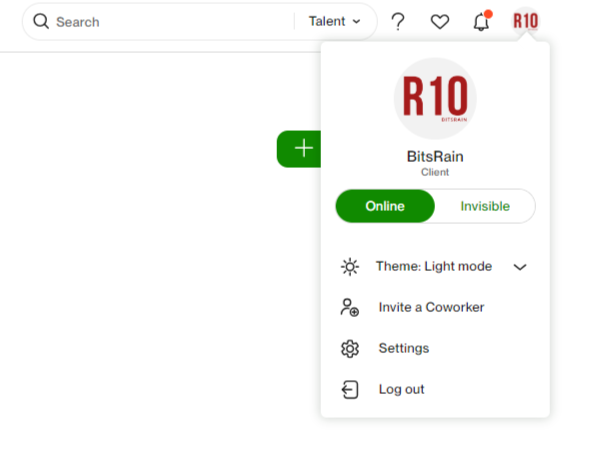 Search
Talent
R10
R10
BITSRAIN
BitsRain
Client
Online
Invisible
Theme: Light mode
Invite a Coworker
Settings
Log out